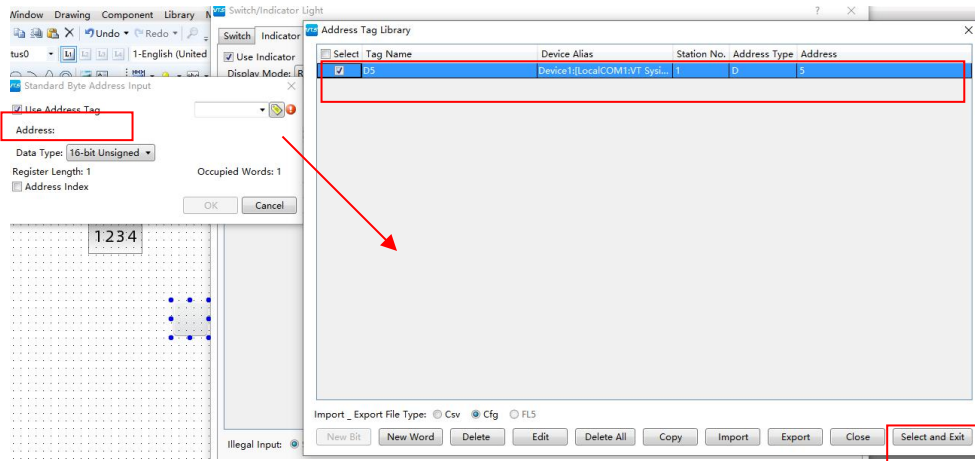 Window Drawing Component Library
Undo Redo
tus0 1-English (United
VTS Switch/Indicator Light ? ×
Switch Indicator
Use Indicator
Display Mode:
VTS Standard Byte Address Input ×
Use Address Tag
Address:
Data Type: 16-bit Unsigned
Register Length: 1 Occupied Words: 1
Address Index
OK Cancel
1234
Illegal Input:
VTS Address Tag Library ×
Select Tag Name Device Alias Station No. Address Type Address
D5 Device1:[LocalCOM1:VT Sysi... 1 D 5
Import _ Export File Type: Csv Cfg FL5
New Bit New Word Delete Edit Delete All Copy Import Export Close Select and Exit